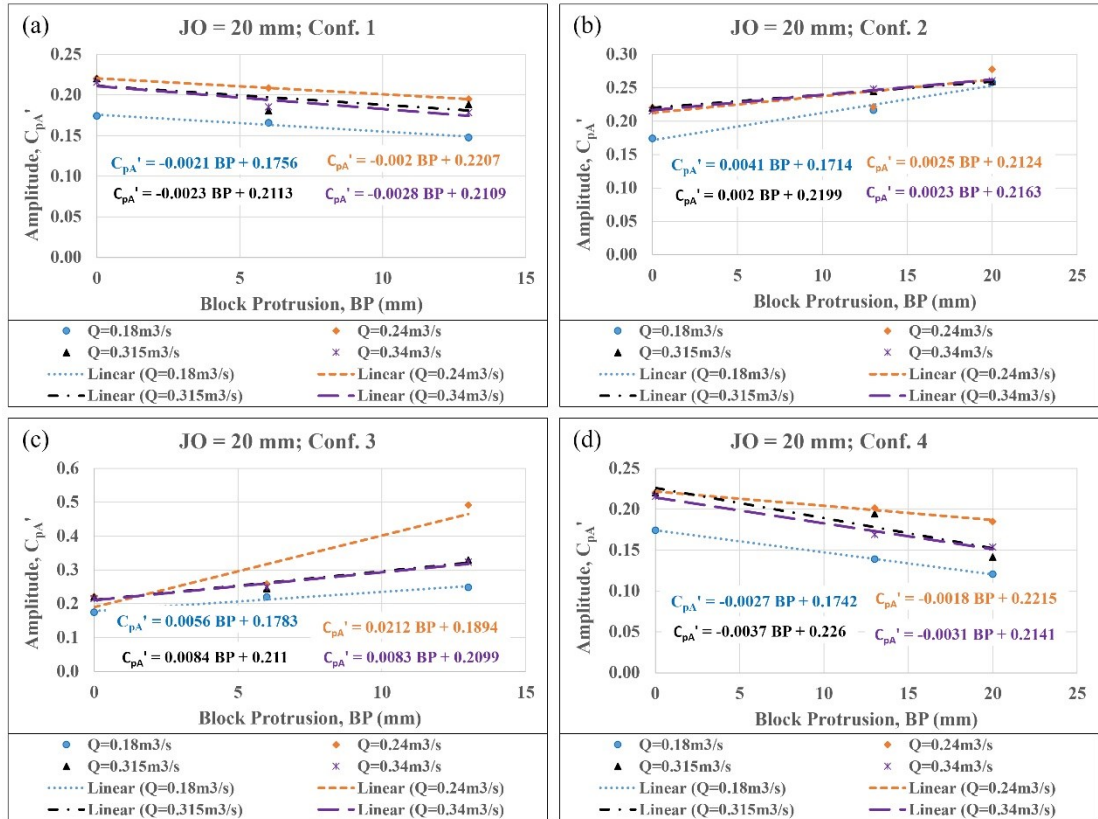 (a) JO = 20 mm; Conf. 1
Amplitude, CpA'
0.25
0.20
0.15
0.10
0.05
0.00
CpA' = -0.0021 BP + 0.1756
CpA' = -0.002 BP + 0.2207
CpA' = -0.0023 BP + 0.2113
CpA' = -0.0028 BP + 0.2109
0 5 10 15
Block Protrusion, BP (mm)
Q=0.18m3/s Q=0.24m3/s
Q=0.315m3/s Q=0.34m3/s
Linear (Q=0.18m3/s) Linear (Q=0.24m3/s)
Linear (Q=0.315m3/s) Linear (Q=0.34m3/s)
(b) JO = 20 mm; Conf. 2
Amplitude, CpA'
0.30
0.25
0.20
0.15
0.10
0.05
0.00
CpA' = 0.0041 BP + 0.1714
CpA' = 0.0025 BP + 0.2124
CpA' = 0.002 BP + 0.2199
CpA' = 0.0023 BP + 0.2163
0 5 10 15 20 25
Block Protrusion, BP (mm)
Q=0.18m3/s Q=0.24m3/s
Q=0.315m3/s Q=0.34m3/s
Linear (Q=0.18m3/s) Linear (Q=0.24m3/s)
Linear (Q=0.315m3/s) Linear (Q=0.34m3/s)
(c) JO = 20 mm; Conf. 3
Amplitude, CpA'
0.6
0.5
0.4
0.3
0.2
0.1
0.0
CpA' = 0.0056 BP + 0.1783
CpA' = 0.0212 BP + 0.1894
CpA' = 0.0084 BP + 0.211
CpA' = 0.0083 BP + 0.2099
0 5 10 15
Block Protrusion, BP (mm)
Q=0.18m3/s Q=0.24m3/s
Q=0.315m3/s Q=0.34m3/s
Linear (Q=0.18m3/s) Linear (Q=0.24m3/s)
Linear (Q=0.315m3/s) Linear (Q=0.34m3/s)
(d) JO = 20 mm; Conf. 4
Amplitude, CpA'
0.25
0.20
0.15
0.10
0.05
0.00
CpA' = -0.0027 BP + 0.1742
CpA' = -0.0018 BP + 0.2215
CpA' = -0.0037 BP + 0.226
CpA' = -0.0031 BP + 0.2141
0 5 10 15 20 25
Block Protrusion, BP (mm)
Q=0.18m3/s Q=0.24m3/s
Q=0.315m3/s Q=0.34m3/s
Linear (Q=0.18m3/s) Linear (Q=0.24m3/s)
Linear (Q=0.315m3/s) Linear (Q=0.34m3/s)